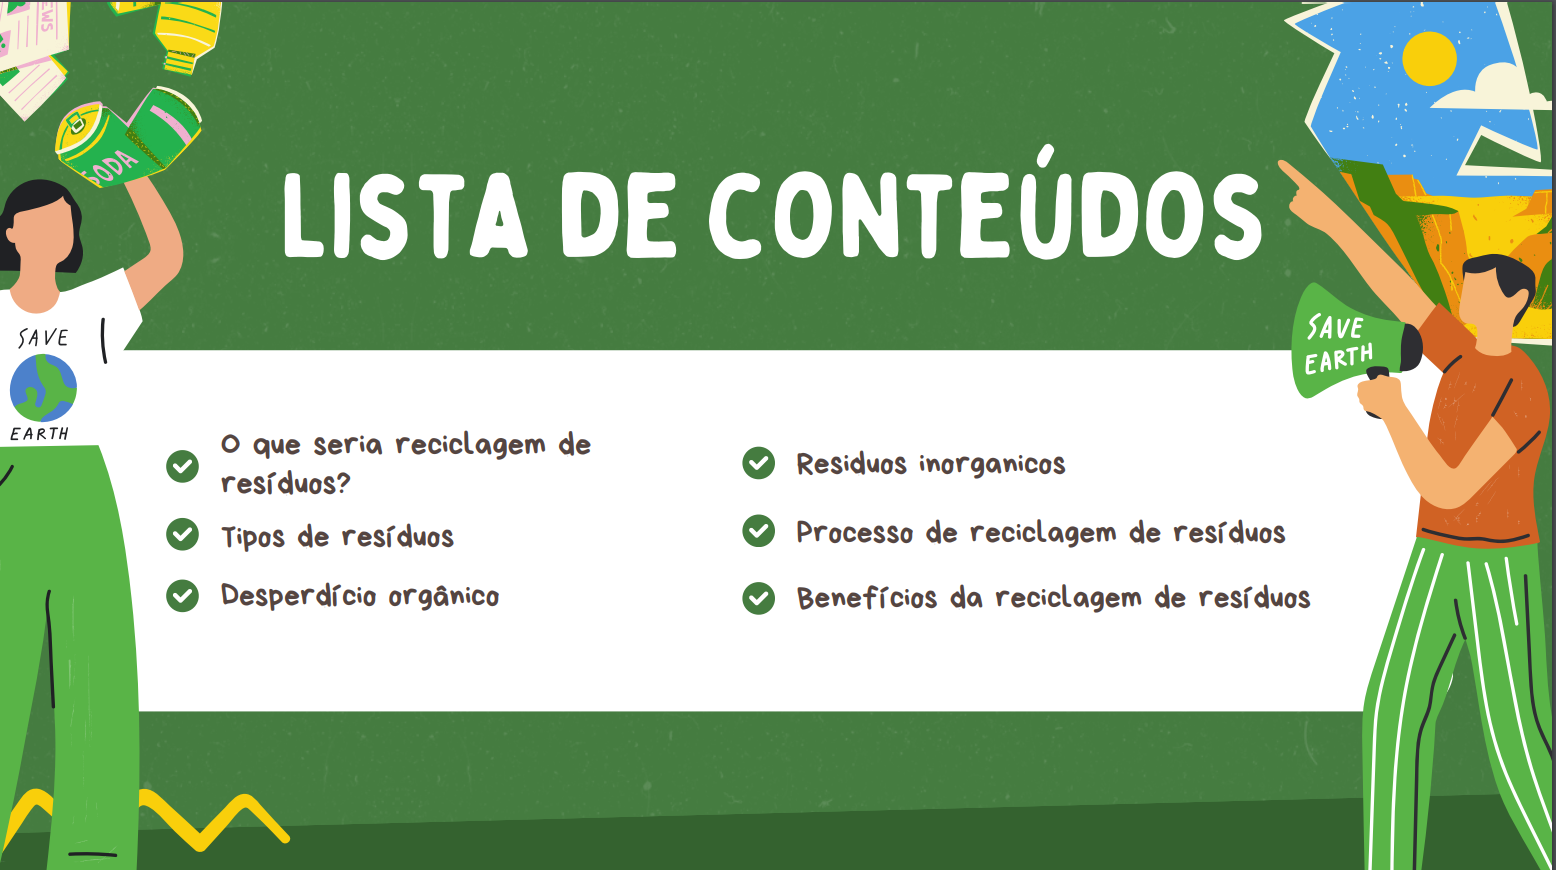 EWS
SODA
LISTA DE CONTEÚDOS
SAVE
EARTH
SAVE
EARTH
O que seria reciclagem de
resíduos?
Tipos de resíduos
Desperdício orgânico
Residuos inorganicos
Processo de reciclagem de resíduos
Benefícios da reciclagem de resíduos